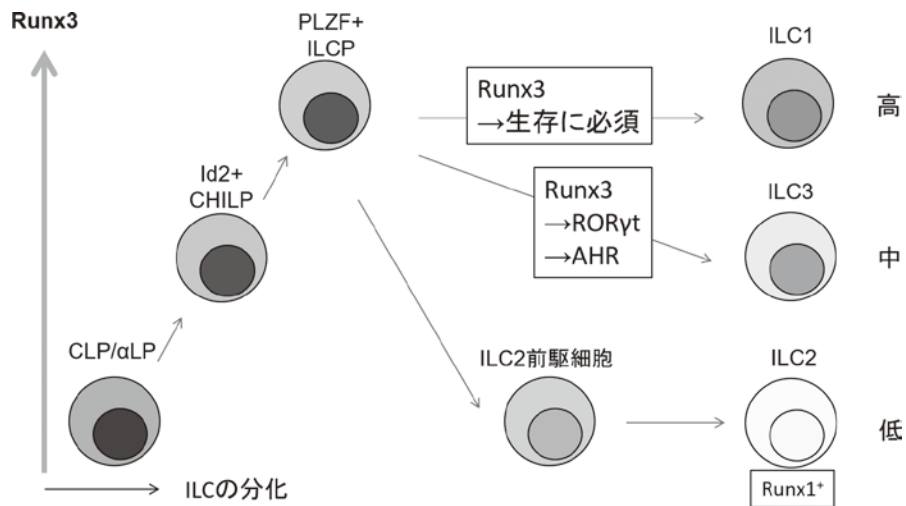 Runx3
PLZF+
ILCP
ILC1
Runx3
→生存に必須
高
Id2+
CHILP
Runx3
→RORγt
→AHR
ILC3
中
CLP/αLP
ILC2前駆細胞
ILC2
低
Runx1⁺
ILCの分化